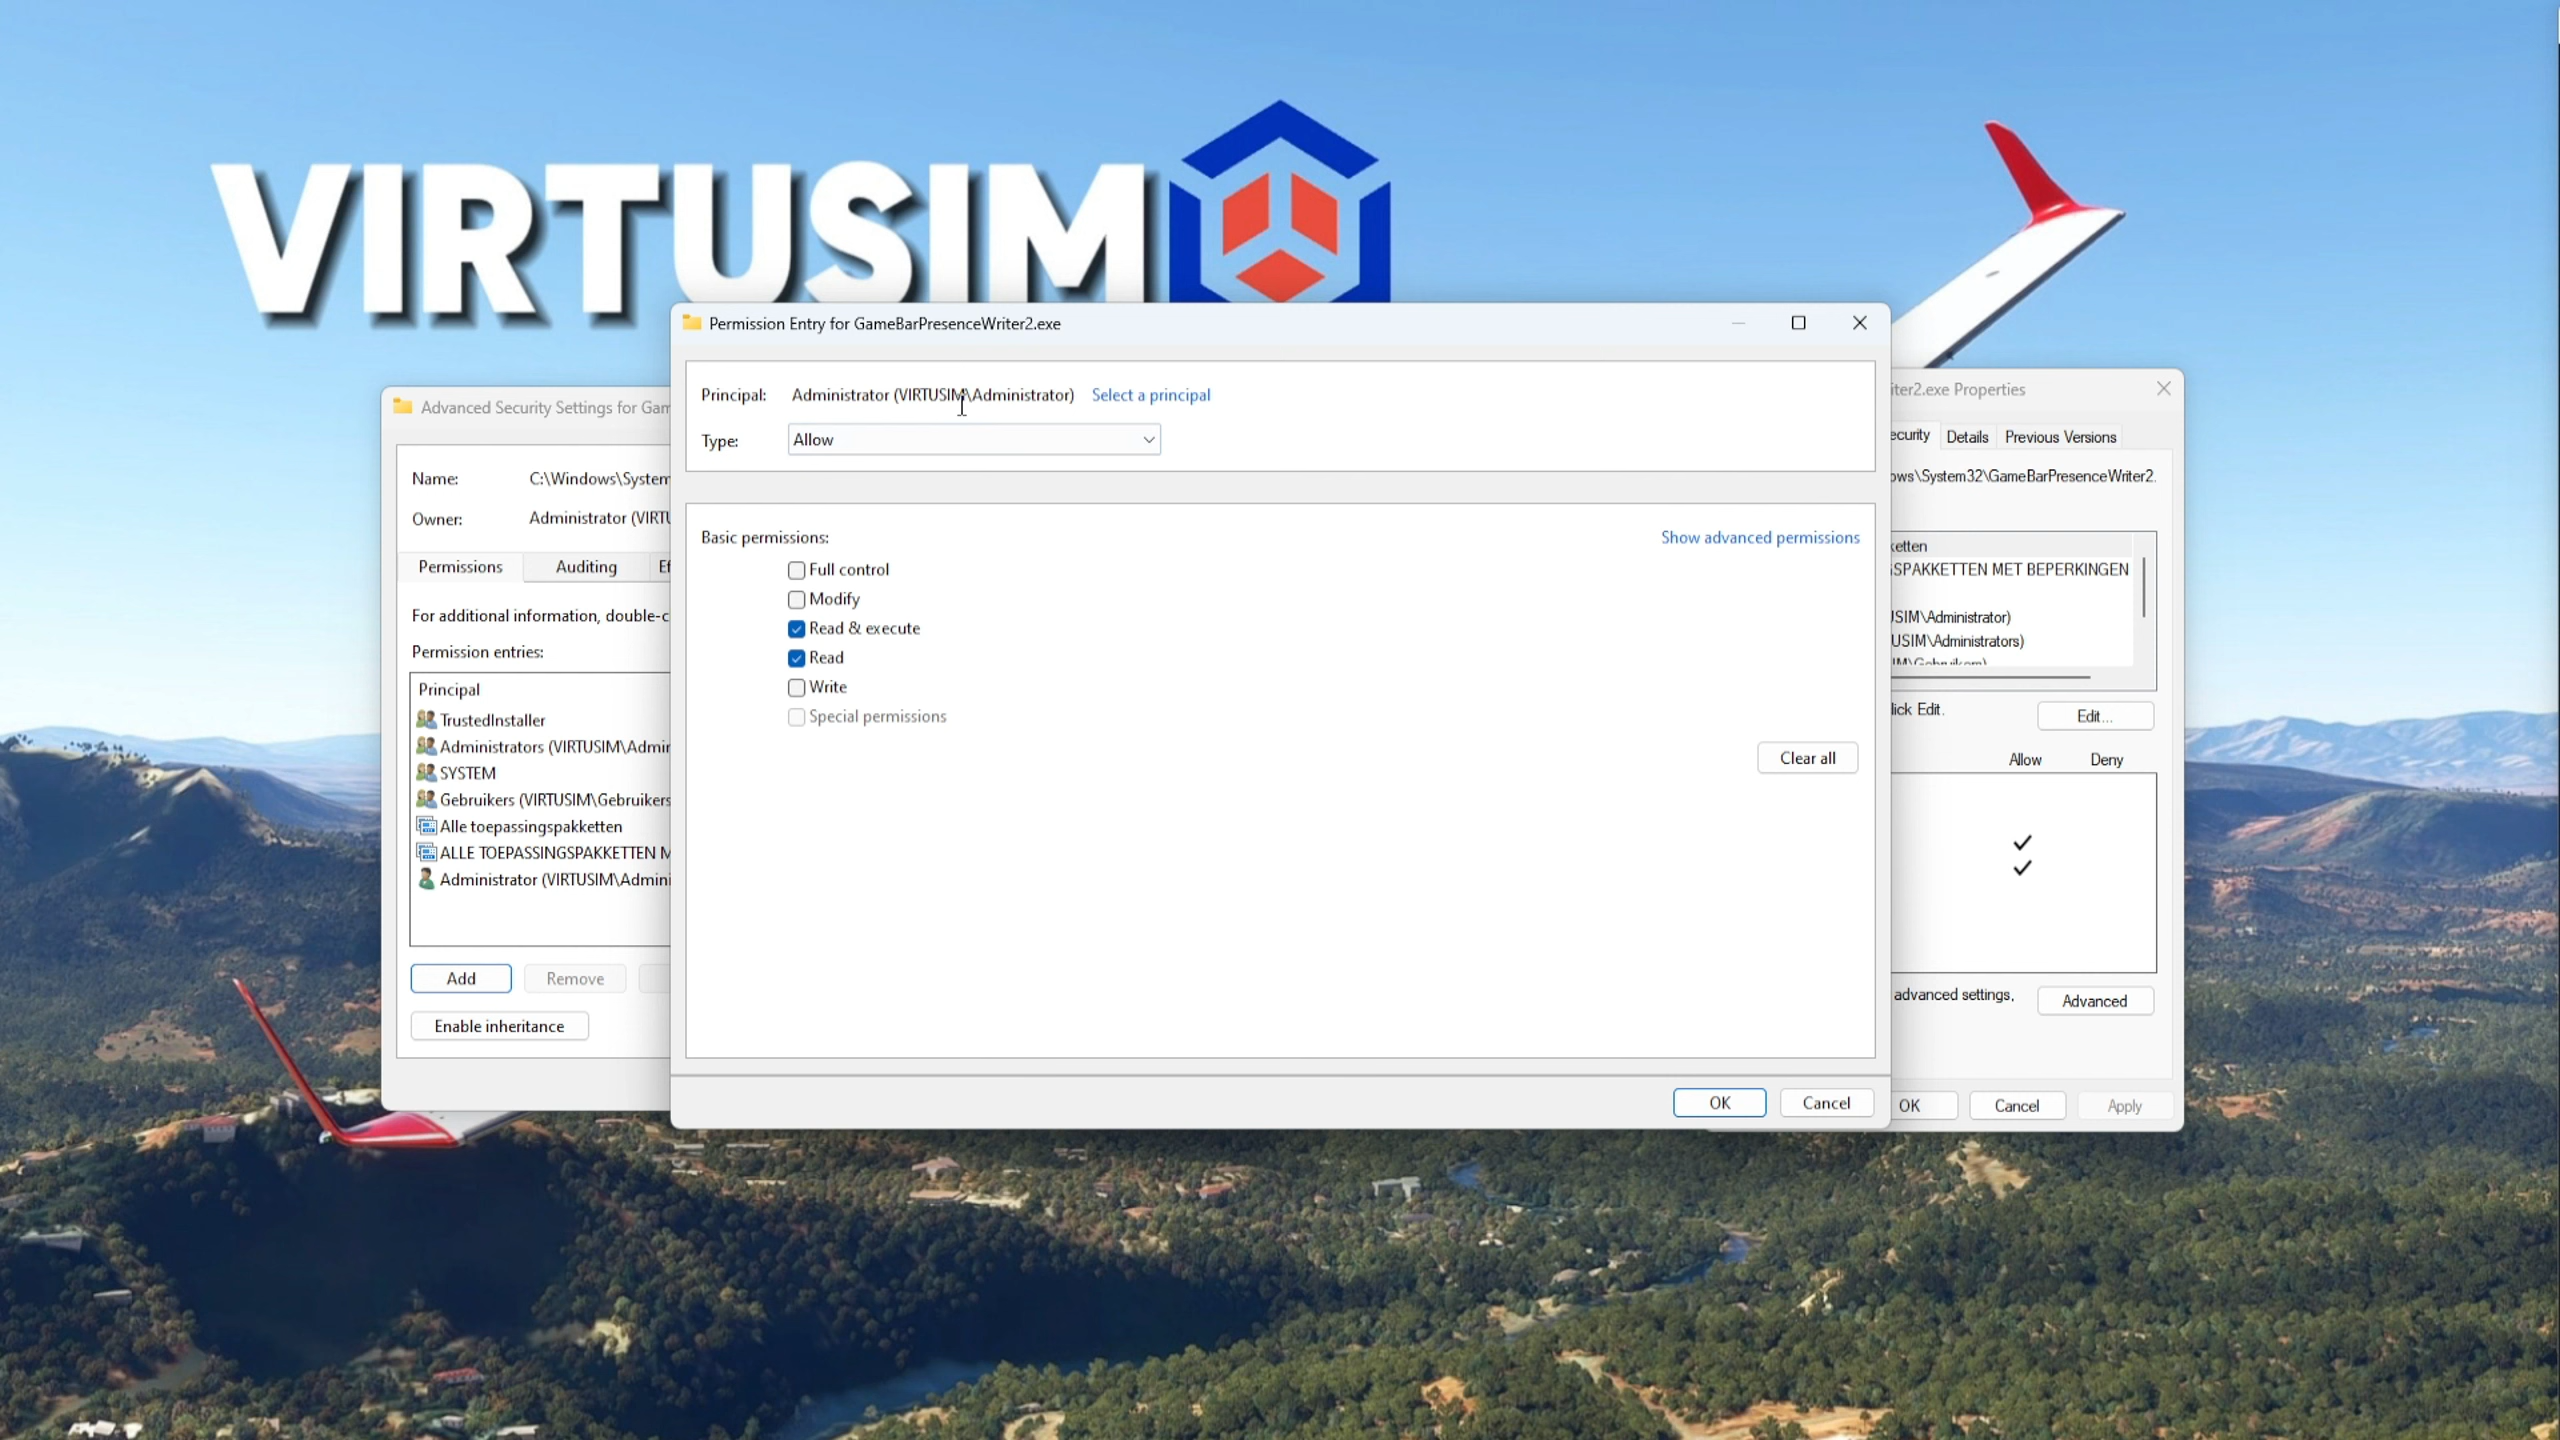 VIRTUSIM
Permission Entry for GameBarPresenceWriter2.exe
Principal: Administrator (VIRTUSIM\Administrator) Select a principal
Type: Allow
Basic permissions: Show advanced permissions
Full control
Modify
Read & execute
Read
Write
Special permissions
Clear all
OK Cancel
Advanced Security Settings for Gam
Name: C:\Windows\System
Owner: Administrator (VIRTU
Permissions Auditing Ef
For additional information, double-c
Permission entries:
Principal
TrustedInstaller
Administrators (VIRTUSIM\Admin
SYSTEM
Gebruikers (VIRTUSIM\Gebruikers
Alle toepassingspakketten
ALLE TOEPASSINGSPAKKETTEN M
Administrator (VIRTUSIM\Admini
Add Remove
Enable inheritance
iter2.exe Properties
ecurity Details Previous Versions
ows\System32\GameBarPresenceWriter2.
ketten
SPAKKETTEN MET BEPERKINGEN
USIM\Administrator)
USIM\Administrators)
lick Edit. Edit...
Allow Deny
advanced settings, Advanced
OK Cancel Apply